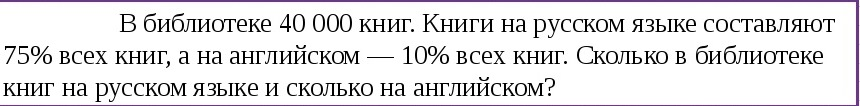 В библиотеке 40 000 книг. Книги на русском языке составляют
75% всех книг, а на английском — 10% всех книг. Сколько в библиотеке
книг на русском языке и сколько на английском?